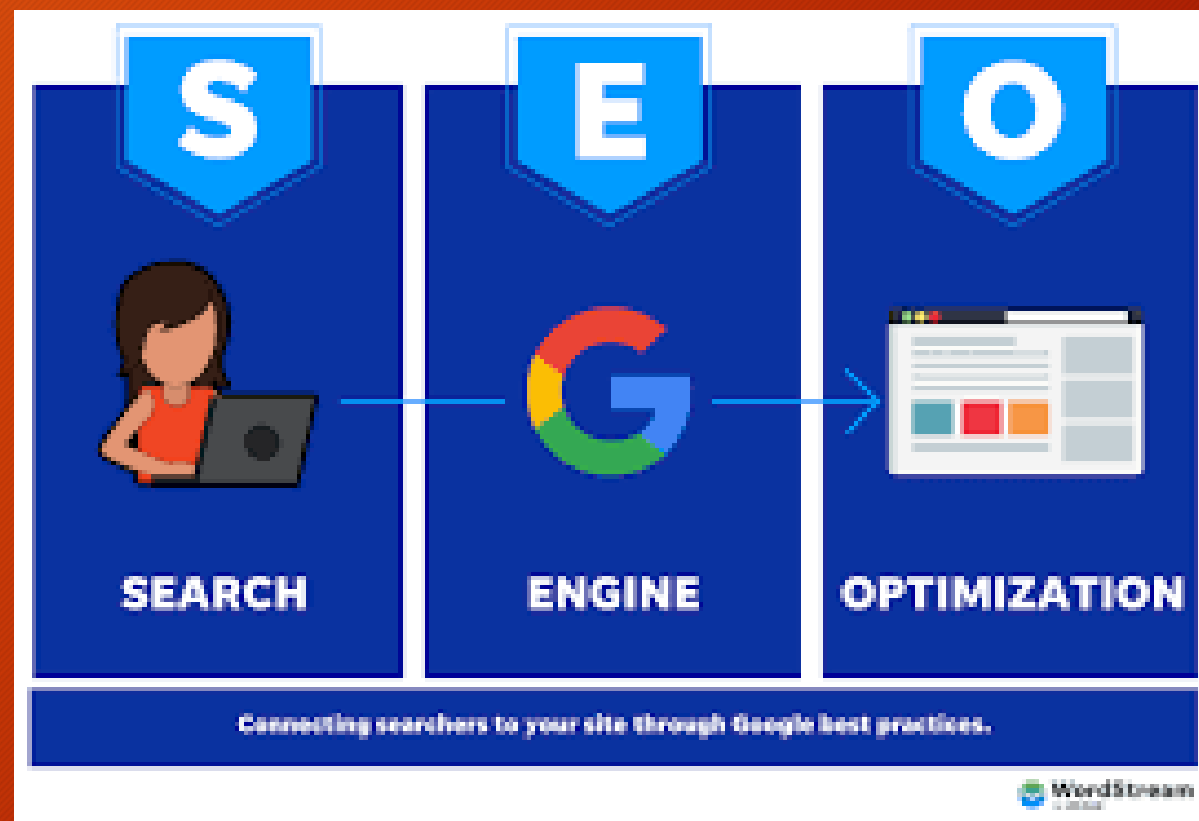 S E O
SEARCH ENGINE OPTIMIZATION
Connecting searchers to your site through Google best practices.
WordStream